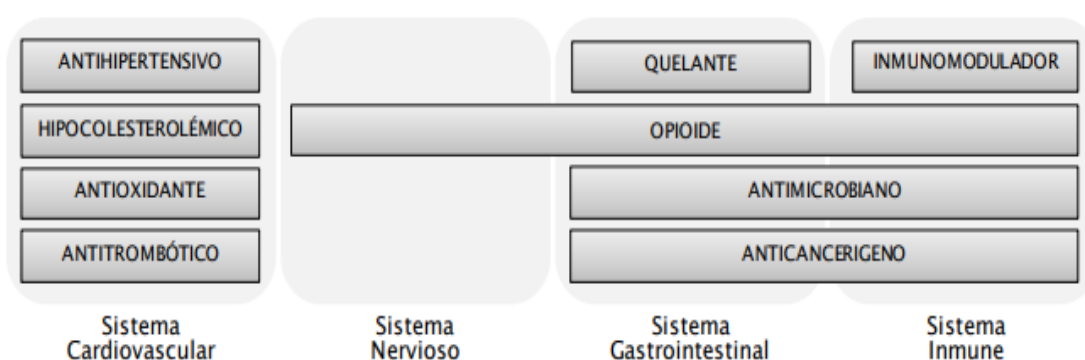 ANTIHIPERTENSIVO
QUELANTE
INMUNOMODULADOR
HIPOCOLESTEROLÉMICO
OPIOIDE
ANTIOXIDANTE
ANTIMICROBIANO
ANTITROMBÓTICO
ANTICANCERIGENO
Sistema
Cardiovascular
Sistema
Nervioso
Sistema
Gastrointestinal
Sistema
Inmune